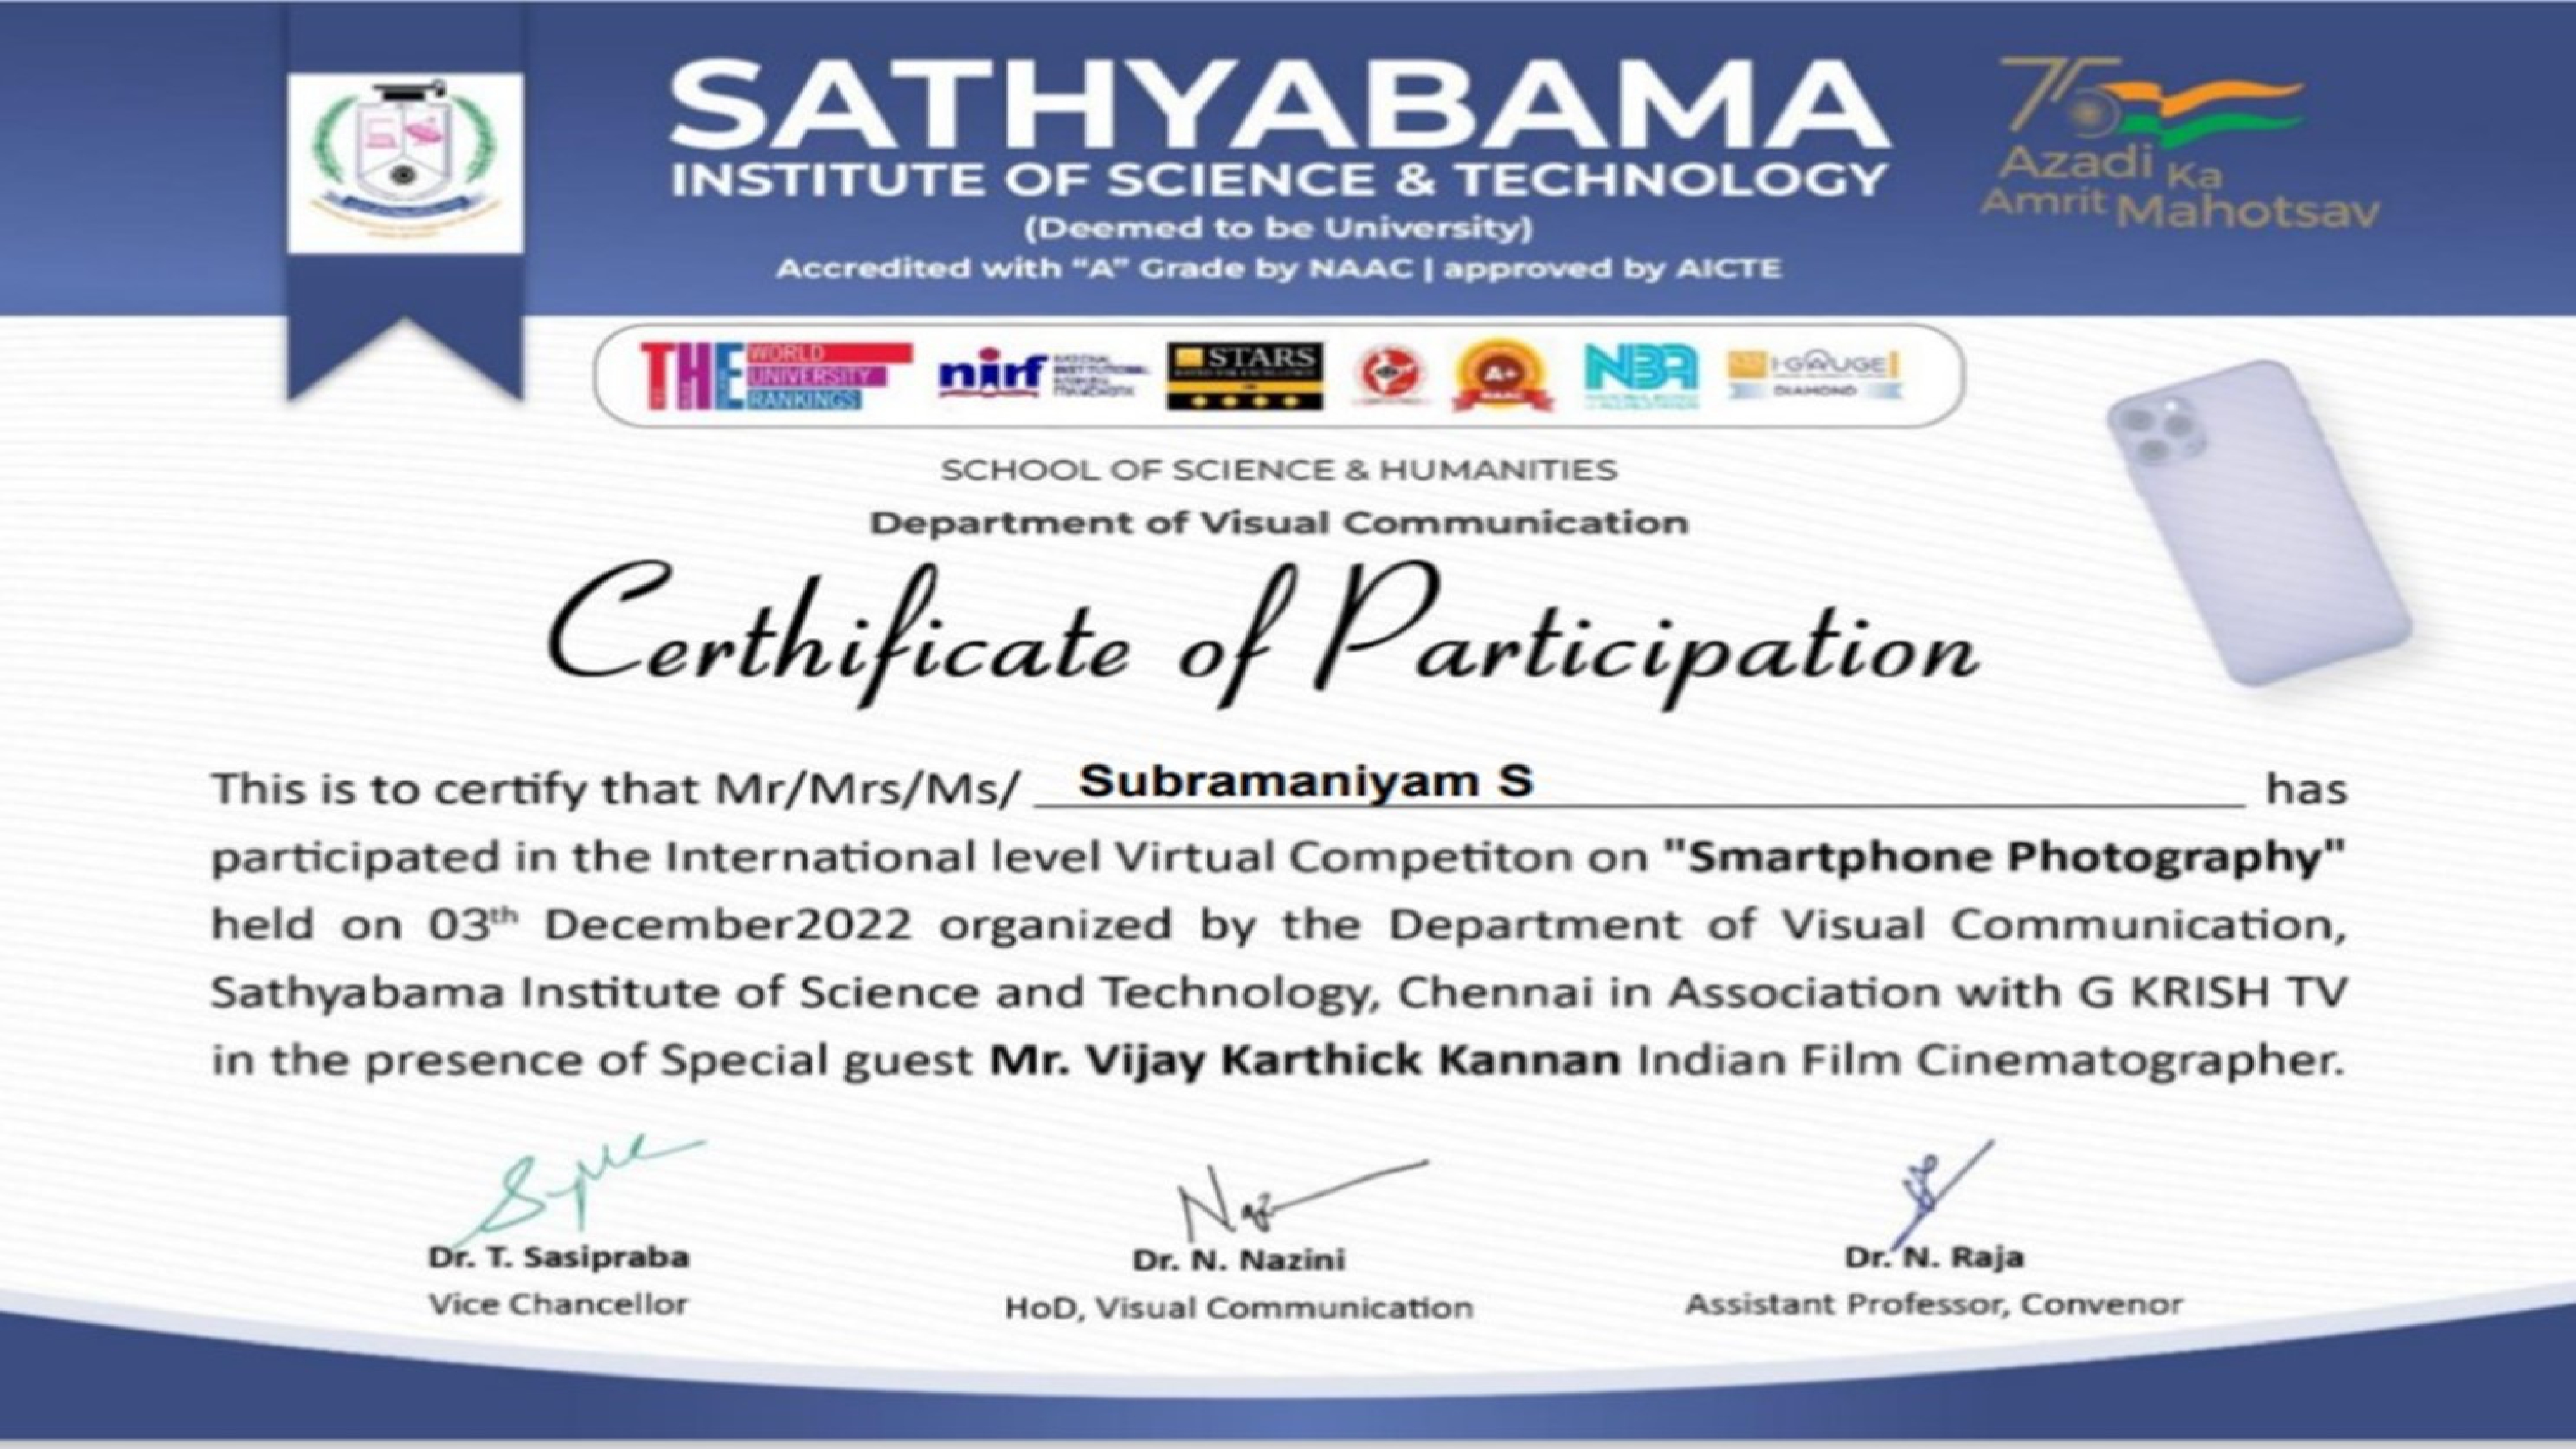 SATHYABAMA
INSTITUTE OF SCIENCE & TECHNOLOGY
(Deemed to be University)
Accredited with “A” Grade by NAAC | approved by AICTE
75
Azadi Ka
Amrit Mahotsav
THE WORLD
UNIVERSITY
RANKINGS
nirf
STARS
A+
NAAC
NBA
I·GAUGE
DIAMOND
SCHOOL OF SCIENCE & HUMANITIES
Department of Visual Communication
Certhificate of Participation
This is to certify that Mr/Mrs/Ms/ Subramaniyam S has
participated in the International level Virtual Competiton on "Smartphone Photography"
held on 03th December2022 organized by the Department of Visual Communication,
Sathyabama Institute of Science and Technology, Chennai in Association with G KRISH TV
in the presence of Special guest Mr. Vijay Karthick Kannan Indian Film Cinematographer.
Dr. T. Sasipraba
Vice Chancellor
Dr. N. Nazini
HoD, Visual Communication
Dr. N. Raja
Assistant Professor, Convenor